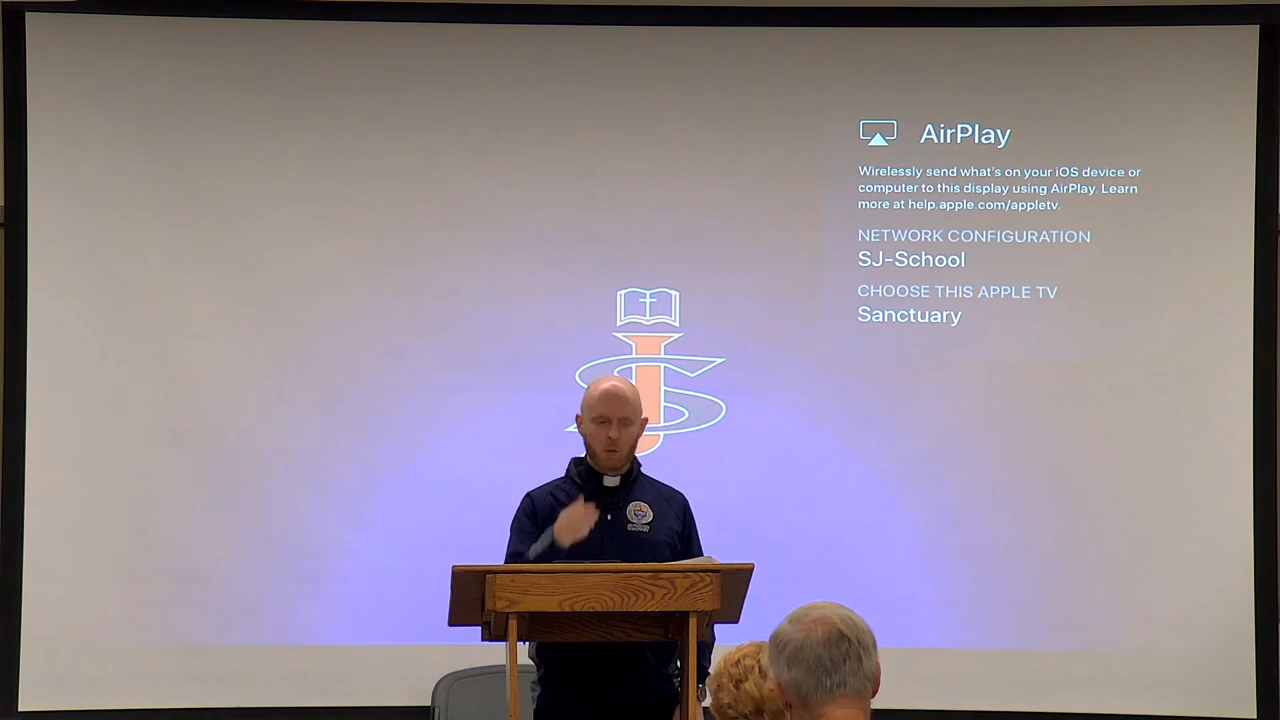 AirPlay
Wirelessly send what's on your iOS device or
computer to this display using AirPlay. Learn
more at help.apple.com/appletv.
NETWORK CONFIGURATION
SJ-School
CHOOSE THIS APPLE TV
Sanctuary